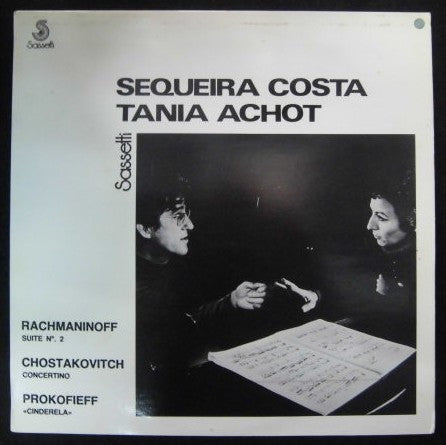 Sassetti
SEQUEIRA COSTA
TANIA ACHOT
Sassetti
RACHMANINOFF
SUITE Nº. 2
CHOSTAKOVITCH
CONCERTINO
PROKOFIEFF
«CINDERELA»